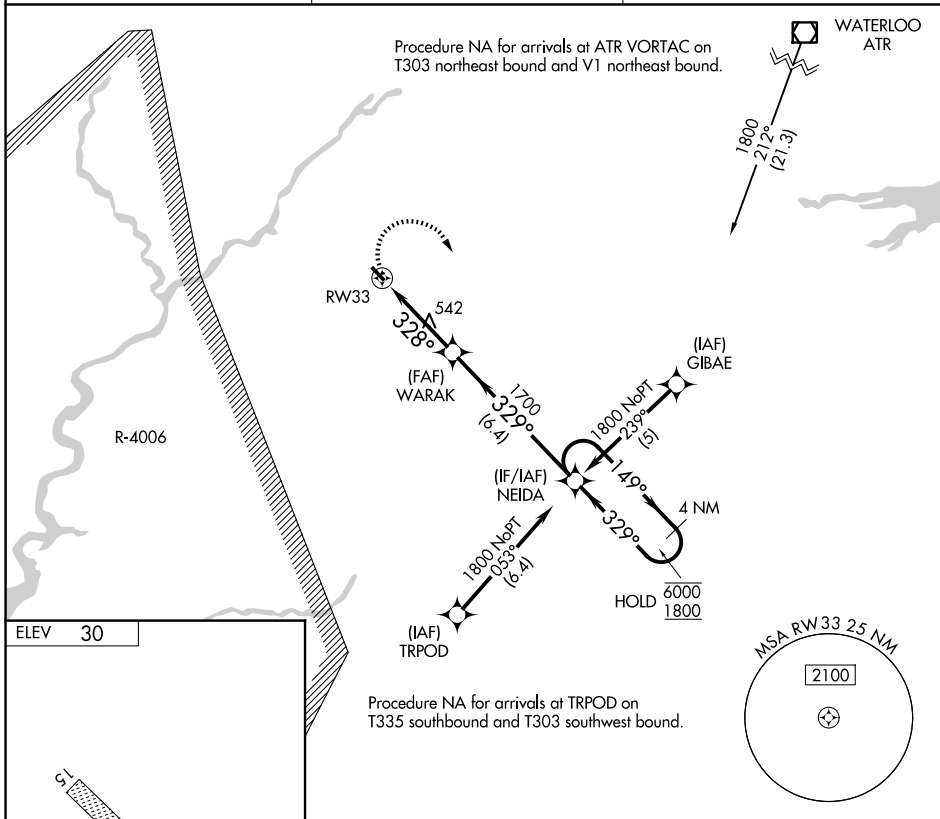 Procedure NA for arrivals at ATR VORTAC on
T303 northeast bound and V1 northeast bound.
WATERLOO
ATR
1800
212°
(21.3)
RW33
542
328°
(FAF)
WARAK
1700
329°
(6.4)
(IAF)
GIBAE
1800 NoPT
239°
(5)
R-4006
(IF/IAF)
NEIDA
149°
4 NM
329°
1800 NoPT
053°
(6.4)
HOLD
6000
1800
(IAF)
TRPOD
ELEV 30
MSA RW33 25 NM
2100
Procedure NA for arrivals at TRPOD on
T335 southbound and T303 southwest bound.
15